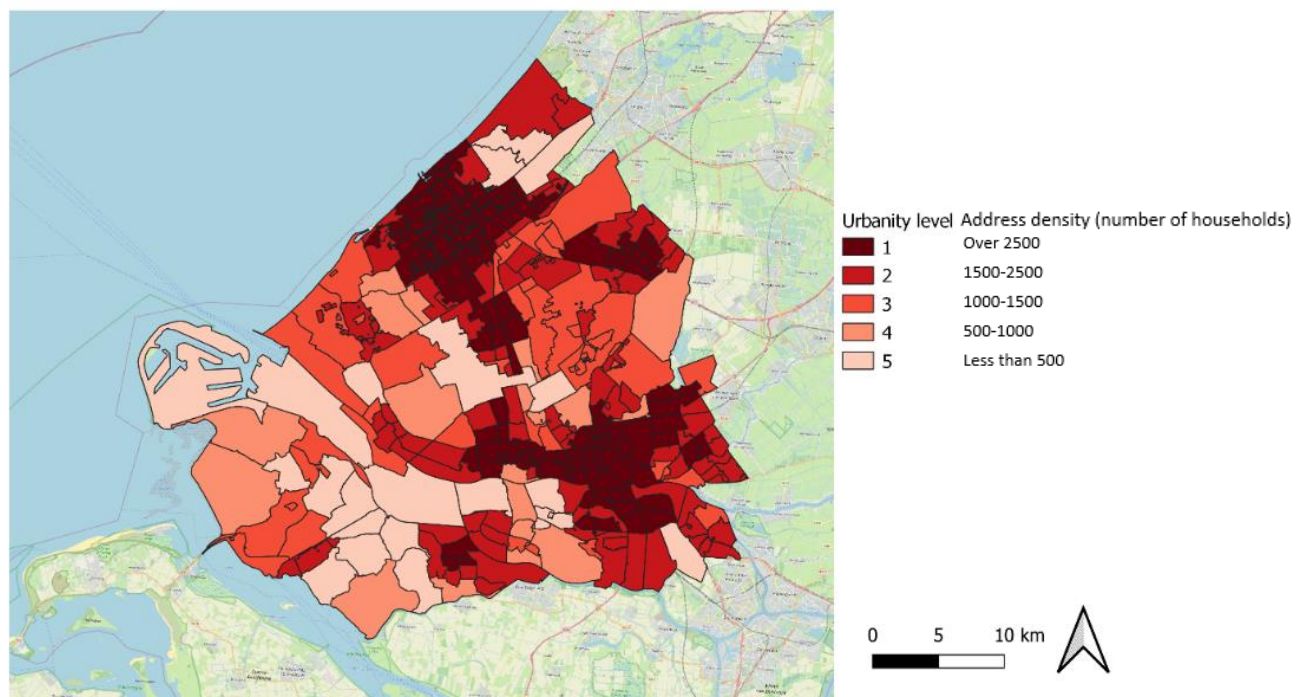 Urbanity level Address density (number of households)
1 Over 2500
2 1500-2500
3 1000-1500
4 500-1000
5 Less than 500
0 5 10 km